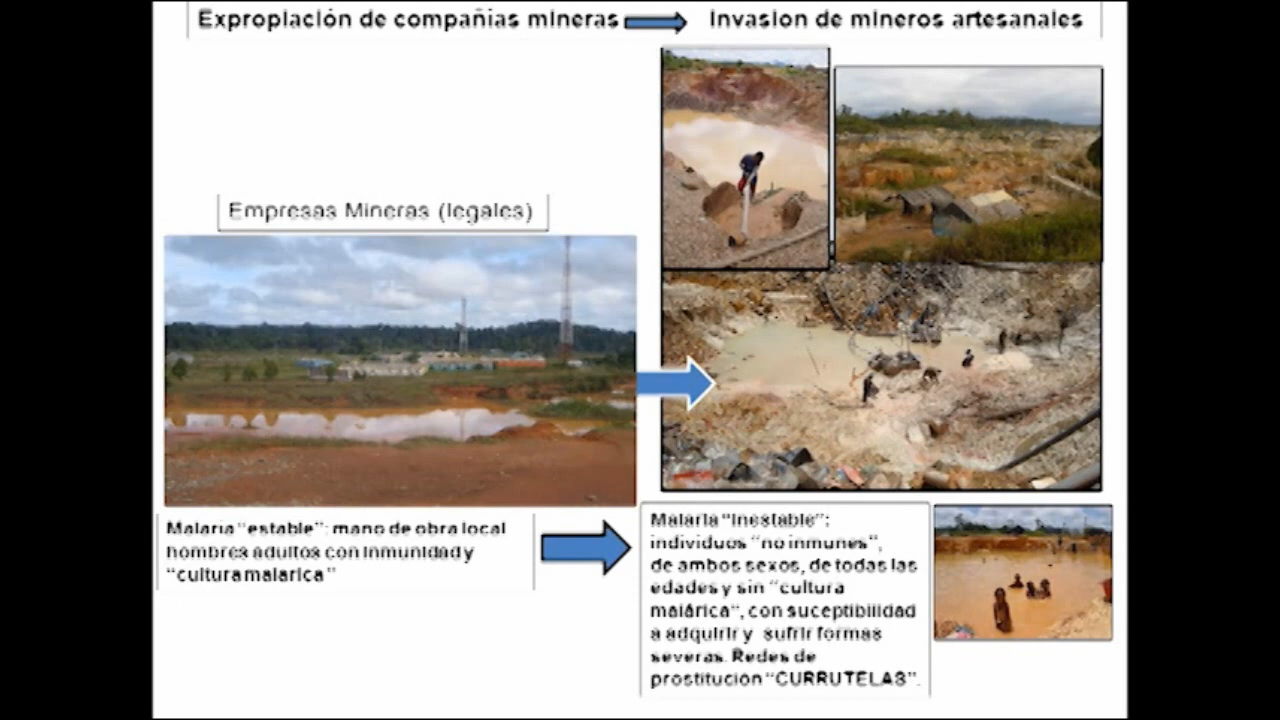 Expropiación de compañias mineras
Invasion de mineros artesanales
Empresas Mineras (legales)
Malaria "estable": mano de obra local
hombres adultos con inmunidad y
"cultura malarica"
Malaria "inestable":
individuos "no inmunes",
de ambos sexos, de todas las
edades y sin "cultura
malárica", con suceptibilidad
a adquirir y sufrir formas
severas. Redes de
prostitución "CURRUTELAS".